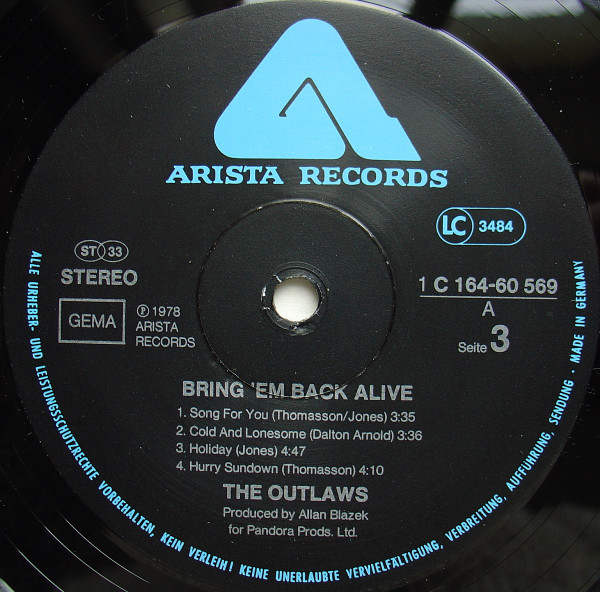 ARISTA RECORDS
LC 3484
ST 33
STEREO
GEMA
℗ 1978
ARISTA
RECORDS
1 C 164-60 569
A
Seite 3
BRING 'EM BACK ALIVE
1. Song For You (Thomasson/Jones) 3:35
2. Cold And Lonesome (Dalton Arnold) 3:36
3. Holiday (Jones) 4:47
4. Hurry Sundown (Thomasson) 4:10
THE OUTLAWS
Produced by Allan Blazek
for Pandora Prods. Ltd.
ALLE URHEBER- UND LEISTUNGSSCHUTZRECHTE VORBEHALTEN, KEIN VERLEIH! KEINE UNERLAUBTE VERVIELFÄLTIGUNG, VERBREITUNG, AUFFÜHRUNG, SENDUNG · MADE IN GERMANY